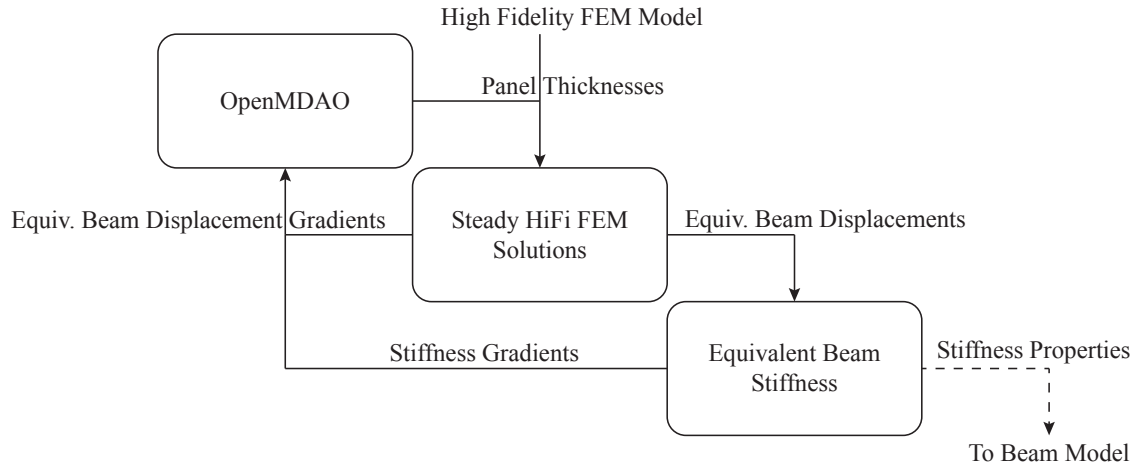 High Fidelity FEM Model
OpenMDAO
Panel Thicknesses
Equiv. Beam Displacement Gradients
Steady HiFi FEM
Solutions
Equiv. Beam Displacements
Stiffness Gradients
Equivalent Beam
Stiffness
Stiffness Properties
To Beam Model